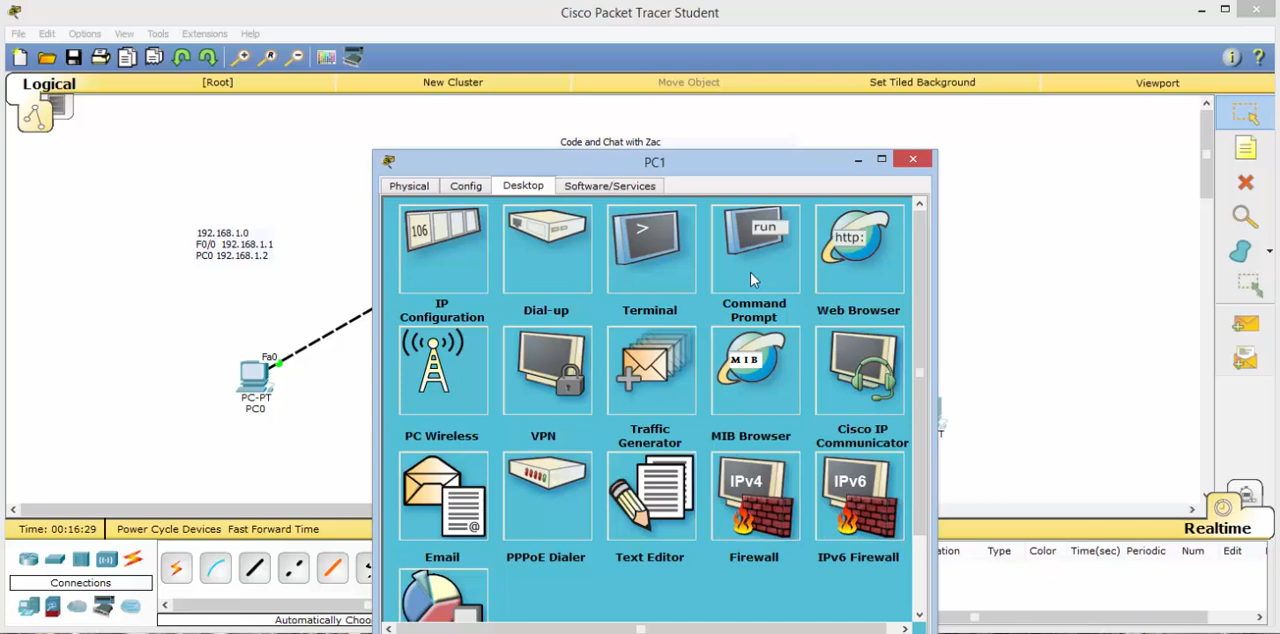 Cisco Packet Tracer Student
File Edit Options View Tools Extensions Help
Logical [Root] New Cluster Move Object Set Tiled Background Viewport
Code and Chat with Zac
192.168.1.0
F0/0 192.168.1.1
PC0 192.168.1.2
Fa0
PC-PT
PC0
PC1
Physical Config Desktop Software/Services
106 > run http:
IP Configuration
Dial-up
Terminal
Command Prompt
Web Browser
MIB
PC Wireless
VPN
Traffic Generator
MIB Browser
Cisco IP Communicator
@ IPv4 IPv6
Email
PPPoE Dialer
Text Editor
Firewall
IPv6 Firewall
T
Time: 00:16:29 Power Cycle Devices Fast Forward Time
Realtime
Connections
Automatically Choo
ation Type Color Time(sec) Periodic Num Edit